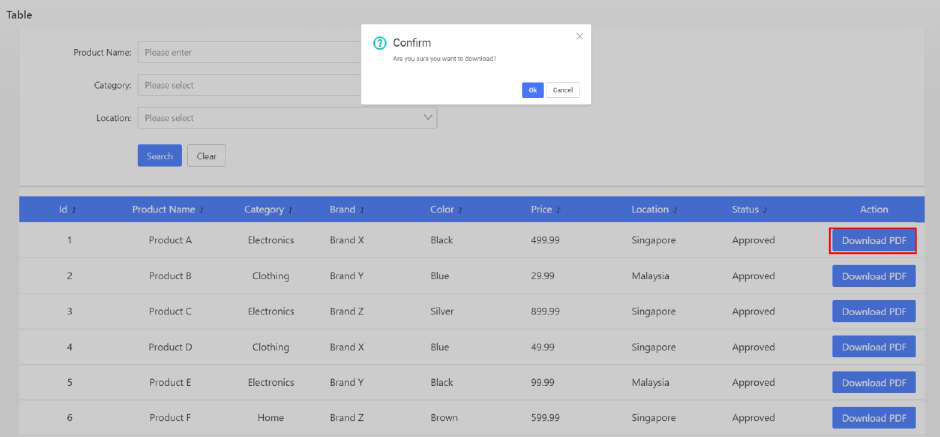 Table
Confirm
Are you sure you want to download?
Ok Cancel
Product Name: Please enter
Category: Please select
Location: Please select
Search Clear
Id Product Name Category Brand Color Price Location Status Action
1 Product A Electronics Brand X Black 499.99 Singapore Approved Download PDF
2 Product B Clothing Brand Y Blue 29.99 Malaysia Approved Download PDF
3 Product C Electronics Brand Z Silver 899.99 Singapore Approved Download PDF
4 Product D Clothing Brand X Blue 49.99 Singapore Approved Download PDF
5 Product E Electronics Brand Y Black 99.99 Malaysia Approved Download PDF
6 Product F Home Brand Z Brown 599.99 Singapore Approved Download PDF